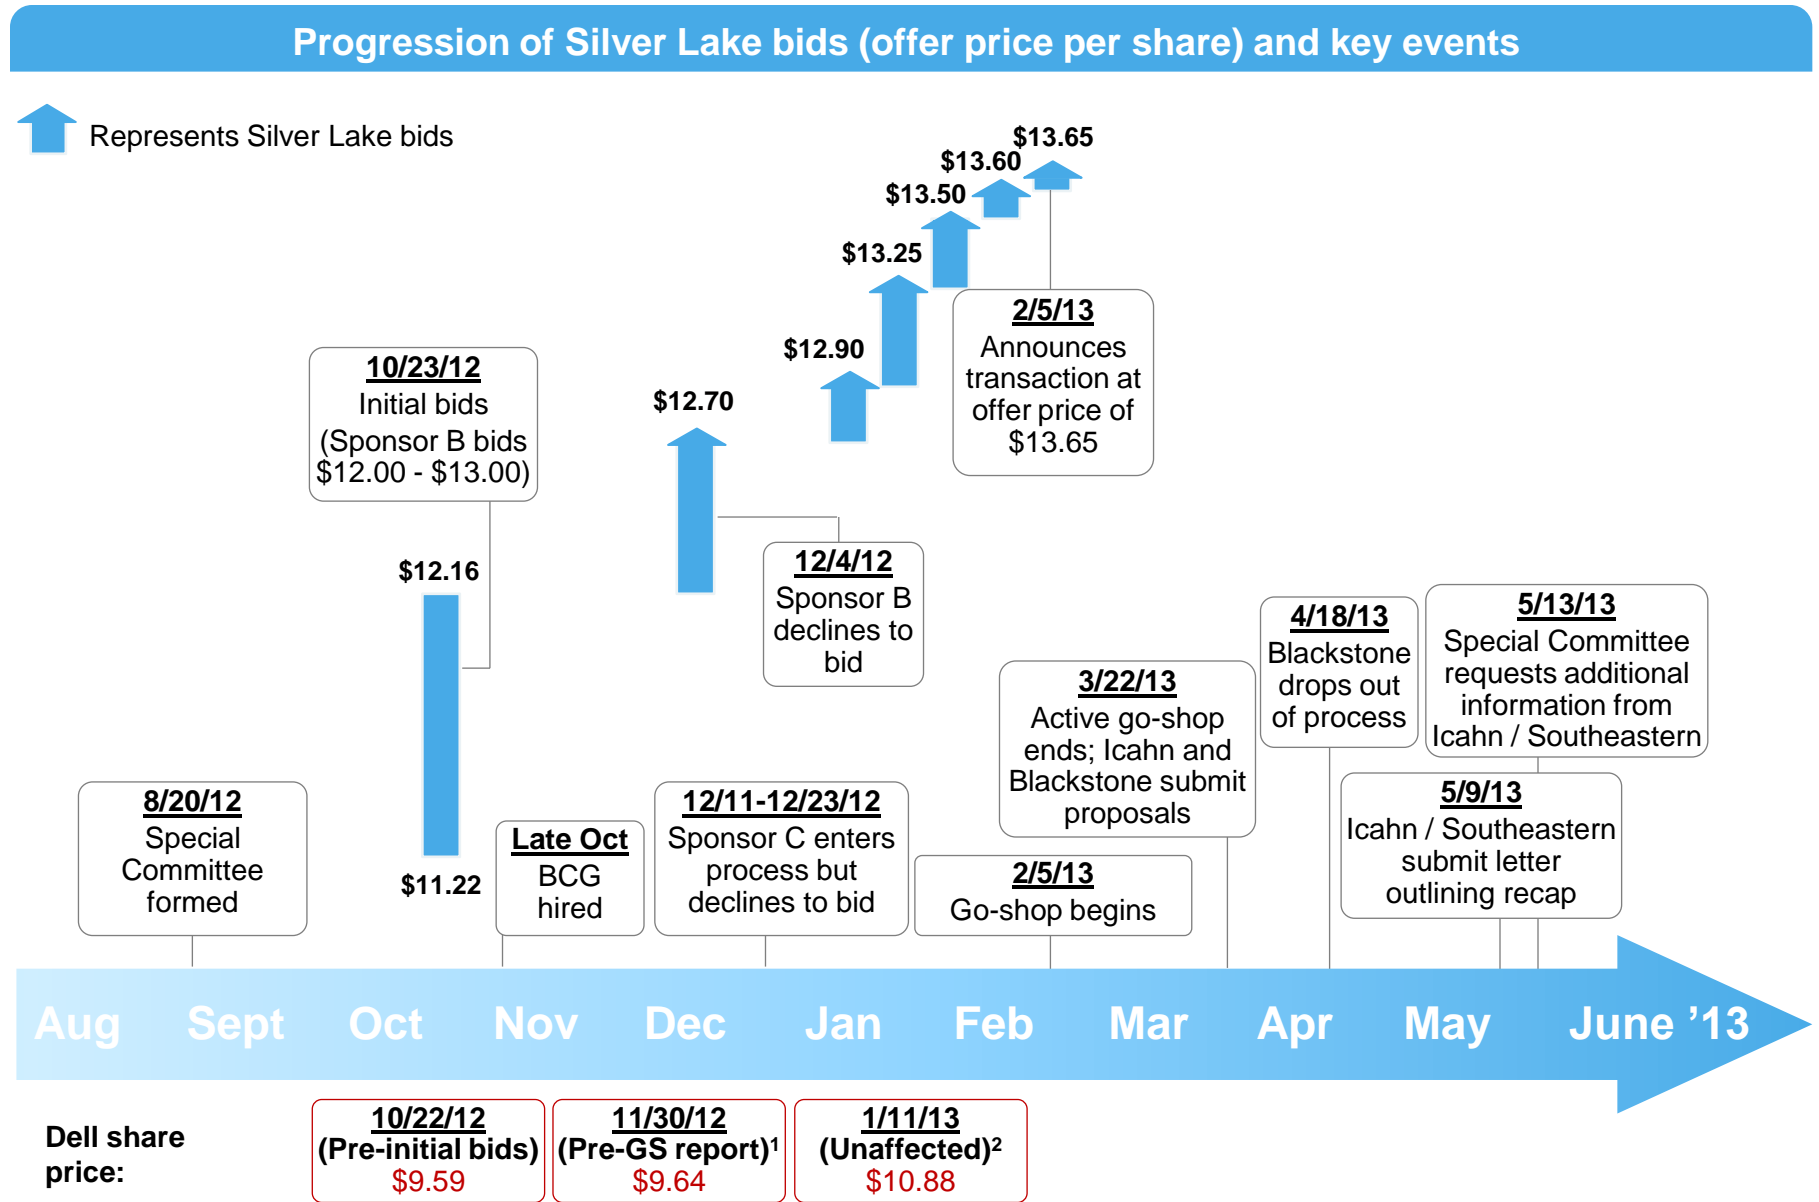 Progression of Silver Lake bids (offer price per share) and key events
Represents Silver Lake bids
$13.65
$13.60
$13.50
$13.25
$12.90
$12.70
$12.16
$11.22
10/23/12
Initial bids
(Sponsor B bids
$12.00 - $13.00)
2/5/13
Announces
transaction at
offer price of
$13.65
12/4/12
Sponsor B
declines to
bid
8/20/12
Special
Committee
formed
Late Oct
BCG
hired
12/11-12/23/12
Sponsor C enters
process but
declines to bid
2/5/13
Go-shop begins
3/22/13
Active go-shop
ends; Icahn and
Blackstone submit
proposals
4/18/13
Blackstone
drops out
of process
5/13/13
Special Committee
requests additional
information from
Icahn / Southeastern
5/9/13
Icahn / Southeastern
submit letter
outlining recap
Aug Sept Oct Nov Dec Jan Feb Mar Apr May June ’13
Dell share
price:
10/22/12
(Pre-initial bids)
$9.59
11/30/12
(Pre-GS report)¹
$9.64
1/11/13
(Unaffected)²
$10.88